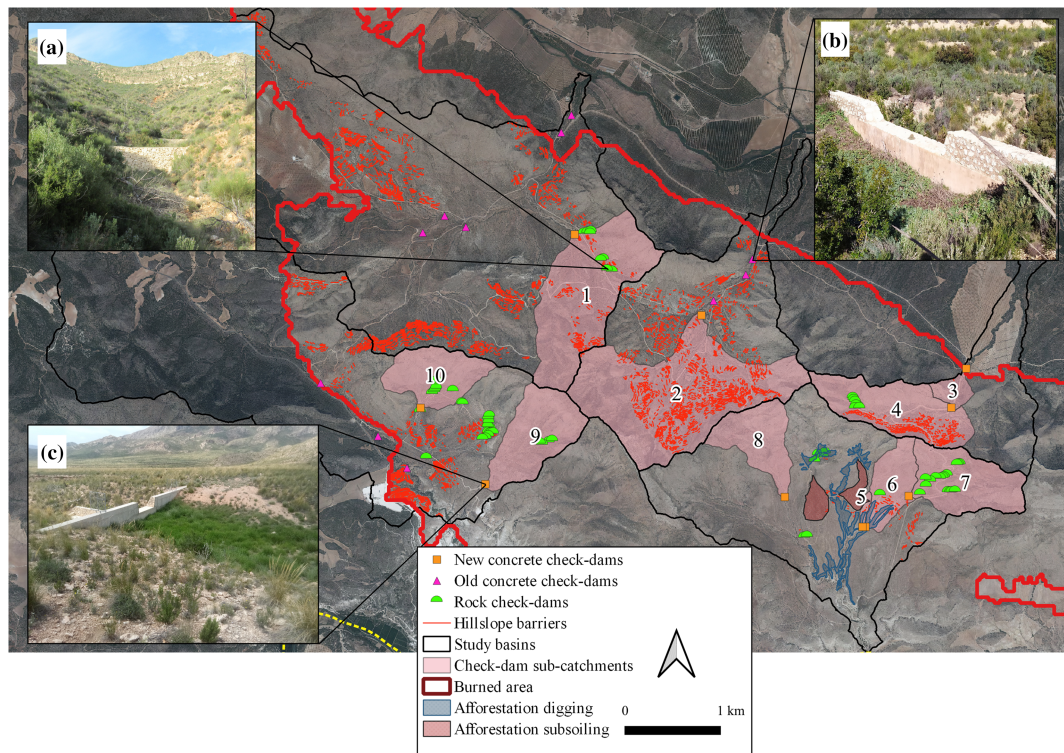 (a)
(b)
1
10
2
3
4
9
8
5
6
7
(c)
New concrete check-dams
Old concrete check-dams
Rock check-dams
Hillslope barriers
Study basins
Check-dam sub-catchments
Burned area
Afforestation digging
Afforestation subsoiling
0 1 km